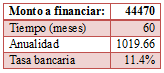 Monto a financiar: 44470
Tiempo (meses) 60
Anualidad 1019.66
Tasa bancaria 11.4%